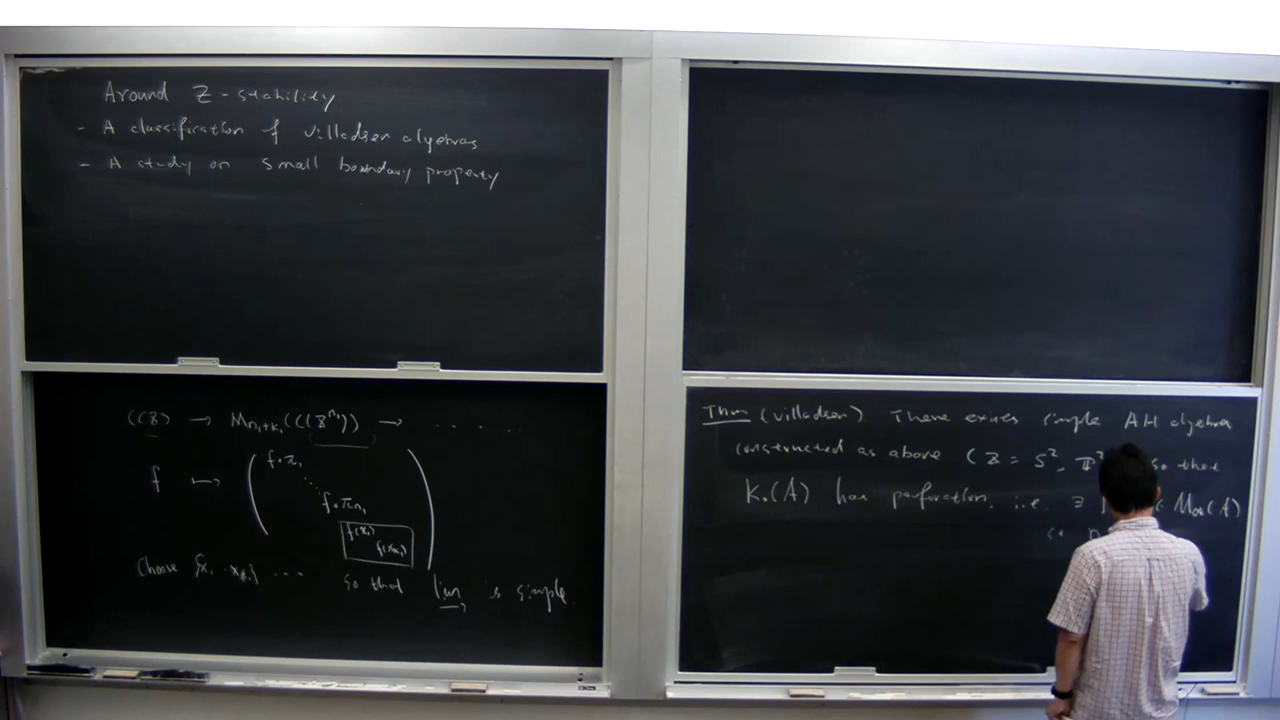 Around Z-stability
- A classification of villadsen algebras
- A study on small boundary property
C(Z) → M_{n_1+k_1}(C(Z^{n_1})) → ......
f ↦ ( f∘π_1
f∘π_{n_1}
f(x_1)
f(x_{k_1}) )
Choose {x_1 ... x_{k_1}} ... so that lim→ is simple.
Thm (villadsen) There exists simple AH algebra
constructed as above (Z = S^2, so that
K_0(A) has perforation, i.e. ∃ M_∞(A)